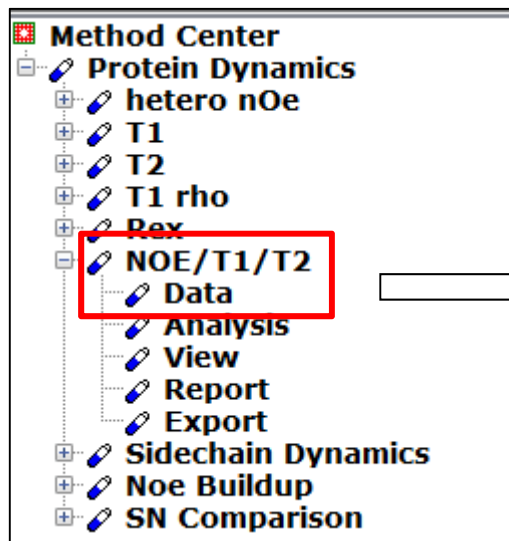 Method Center
Protein Dynamics
hetero nOe
T1
T2
T1 rho
Rex
NOE/T1/T2
Data
Analysis
View
Report
Export
Sidechain Dynamics
Noe Buildup
SN Comparison